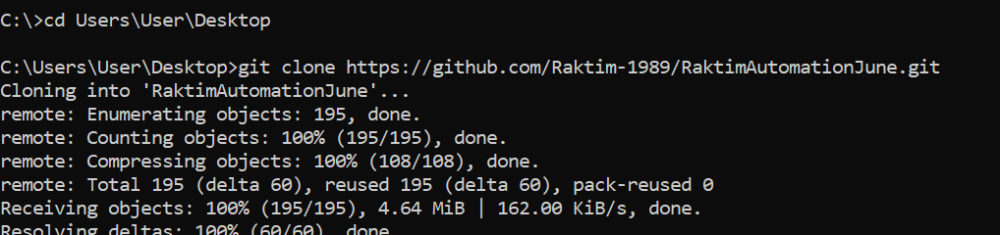 C:\>cd Users\User\Desktop
C:\Users\User\Desktop>git clone https://github.com/Raktim-1989/RaktimAutomationJune.git
Cloning into 'RaktimAutomationJune'...
remote: Enumerating objects: 195, done.
remote: Counting objects: 100% (195/195), done.
remote: Compressing objects: 100% (108/108), done.
remote: Total 195 (delta 60), reused 195 (delta 60), pack-reused 0
Receiving objects: 100% (195/195), 4.64 MiB | 162.00 KiB/s, done.
Resolving deltas: 100% (60/60), done